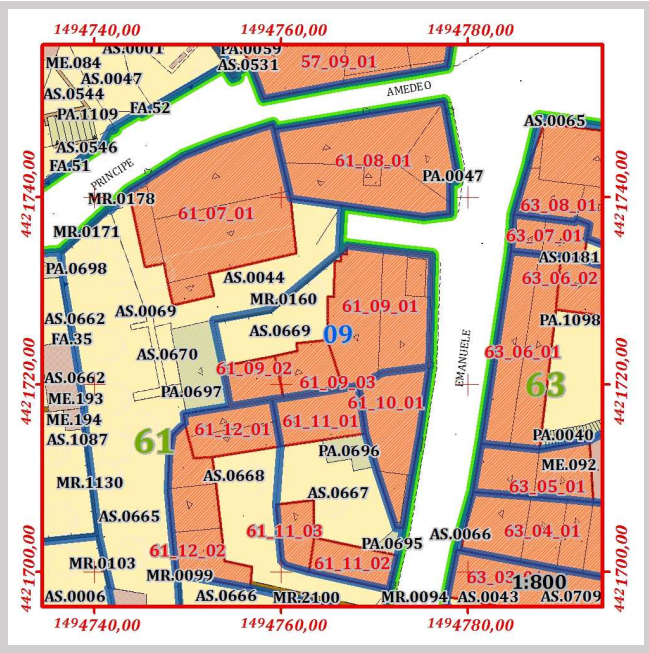 1494740,00 1494760,00 1494780,00
AS.0001 PA.0059
ME.084 AS.0531 57_09_01
AS.0047
AS.0544 AMEDEO
PA.1109 FA.52
AS.0065
AS.0546
FA.51 61_08_01
PRINCIPE PA.0047
4421740,00 MR.0178 4421740,00
61_07_01 63_08_01
MR.0171 63_07_01
AS.0181
PA.0698 AS.0044 63_06_02
MR.0160
AS.0069 61_09_01
AS.0662 PA.1098
AS.0669 09
FA.35
AS.0670 EMANUELE 63_06_01
61_09_02
AS.0662 61_09_03 63
4421720,00 PA.0697 4421720,00
ME.193 61_10_01
ME.194 61_11_01
61_12_01
AS.1087 61 PA.0040
PA.0696
ME.092
AS.0668
MR.1130 63_05_01
AS.0667
AS.0665
61_11_03 63_04_01
AS.0066
PA.0695
61_12_02
MR.0103 61_11_02
4421700,00 MR.0099 4421700,00
1:800
AS.0006 AS.0666 MR.2100 MR.0094 AS.0043 AS.0709
1494740,00 1494760,00 1494780,00